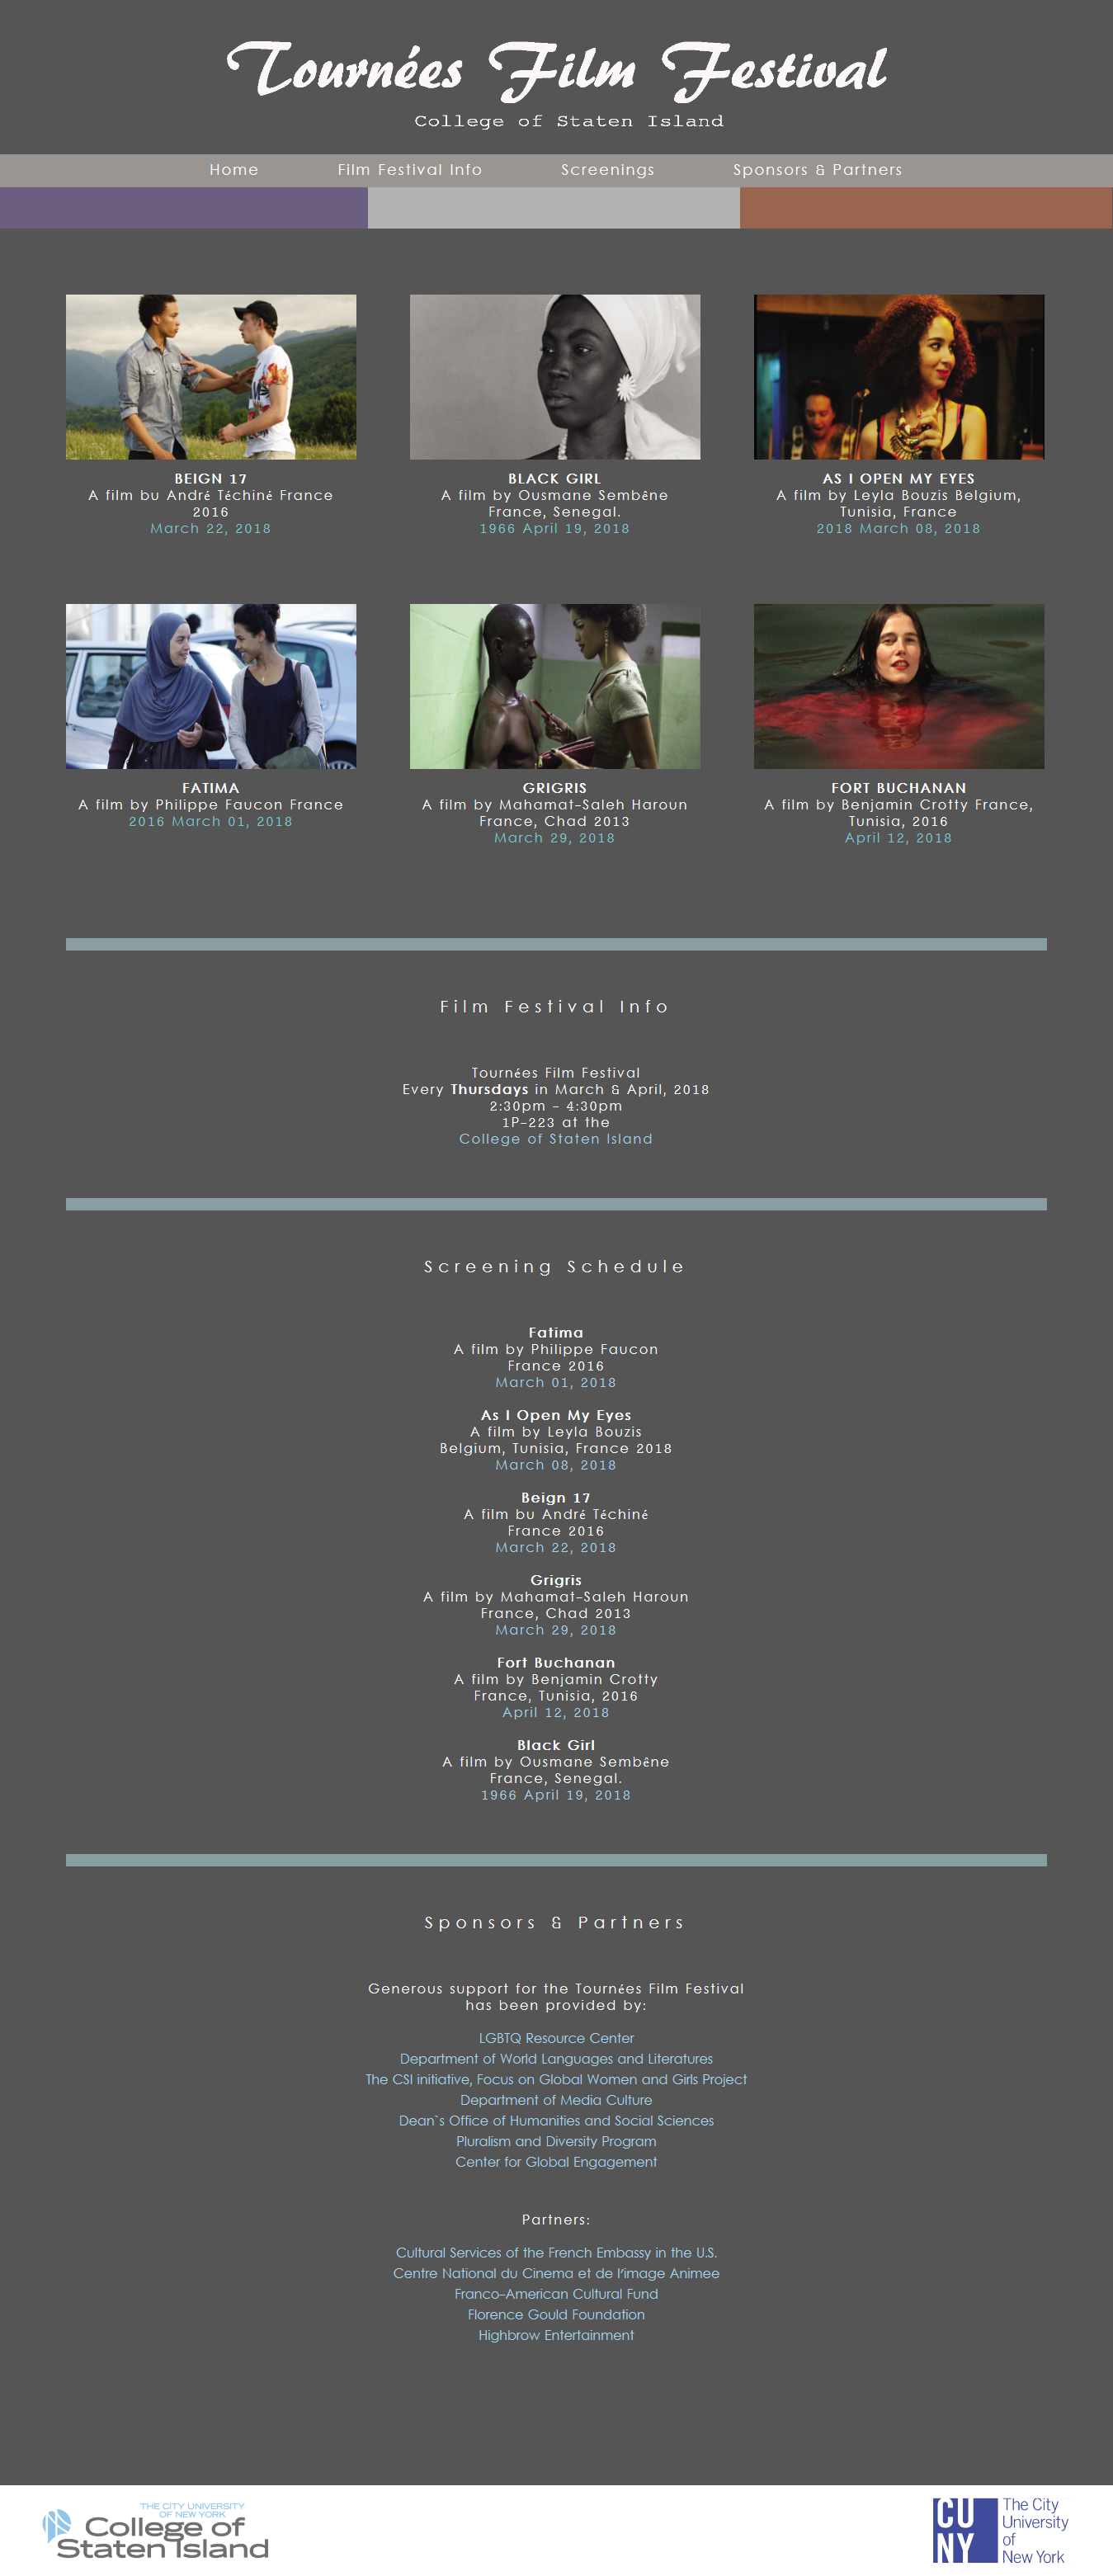 Tournées Film Festival
College of Staten Island
Home Film Festival Info Screenings Sponsors & Partners
BEIGN 17
A film bu André Téchiné France
2016
March 22, 2018
BLACK GIRL
A film by Ousmane Sembêne
France, Senegal.
1966 April 19, 2018
AS I OPEN MY EYES
A film by Leyla Bouzis Belgium,
Tunisia, France
2018 March 08, 2018
FATIMA
A film by Philippe Faucon France
2016 March 01, 2018
GRIGRIS
A film by Mahamat-Saleh Haroun
France, Chad 2013
March 29, 2018
FORT BUCHANAN
A film by Benjamin Crotty France,
Tunisia, 2016
April 12, 2018
Film Festival Info
Tournées Film Festival
Every Thursdays in March & April, 2018
2:30pm - 4:30pm
1P-223 at the
College of Staten Island
Screening Schedule
Fatima
A film by Philippe Faucon
France 2016
March 01, 2018
As I Open My Eyes
A film by Leyla Bouzis
Belgium, Tunisia, France 2018
March 08, 2018
Beign 17
A film bu André Téchiné
France 2016
March 22, 2018
Grigris
A film by Mahamat-Saleh Haroun
France, Chad 2013
March 29, 2018
Fort Buchanan
A film by Benjamin Crotty
France, Tunisia, 2016
April 12, 2018
Black Girl
A film by Ousmane Sembêne
France, Senegal.
1966 April 19, 2018
Sponsors & Partners
Generous support for the Tournées Film Festival
has been provided by:
LGBTQ Resource Center
Department of World Languages and Literatures
The CSI initiative, Focus on Global Women and Girls Project
Department of Media Culture
Dean`s Office of Humanities and Social Sciences
Pluralism and Diversity Program
Center for Global Engagement
Partners:
Cultural Services of the French Embassy in the U.S.
Centre National du Cinema et de l'image Animee
Franco-American Cultural Fund
Florence Gould Foundation
Highbrow Entertainment
THE CITY UNIVERSITY
OF NEW YORK
College of
Staten Island
CU
NY
The City
University
of
New York